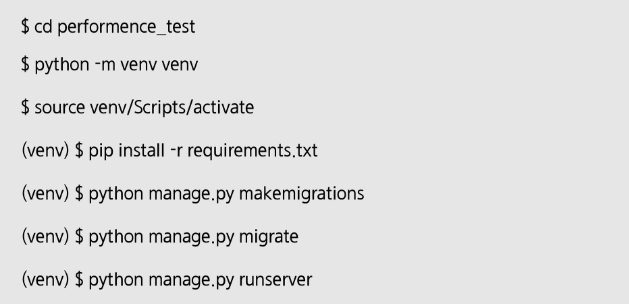 $ cd performence_test
$ python -m venv venv
$ source venv/Scripts/activate
(venv) $ pip install -r requirements.txt
(venv) $ python manage.py makemigrations
(venv) $ python manage.py migrate
(venv) $ python manage.py runserver